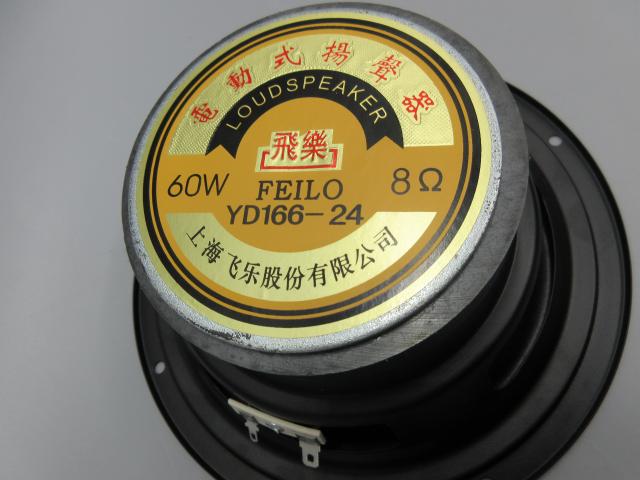 電動式揚聲器
LOUDSPEAKER
飛樂
60W
FEILO
8Ω
YD166-24
上海飞乐股份有限公司